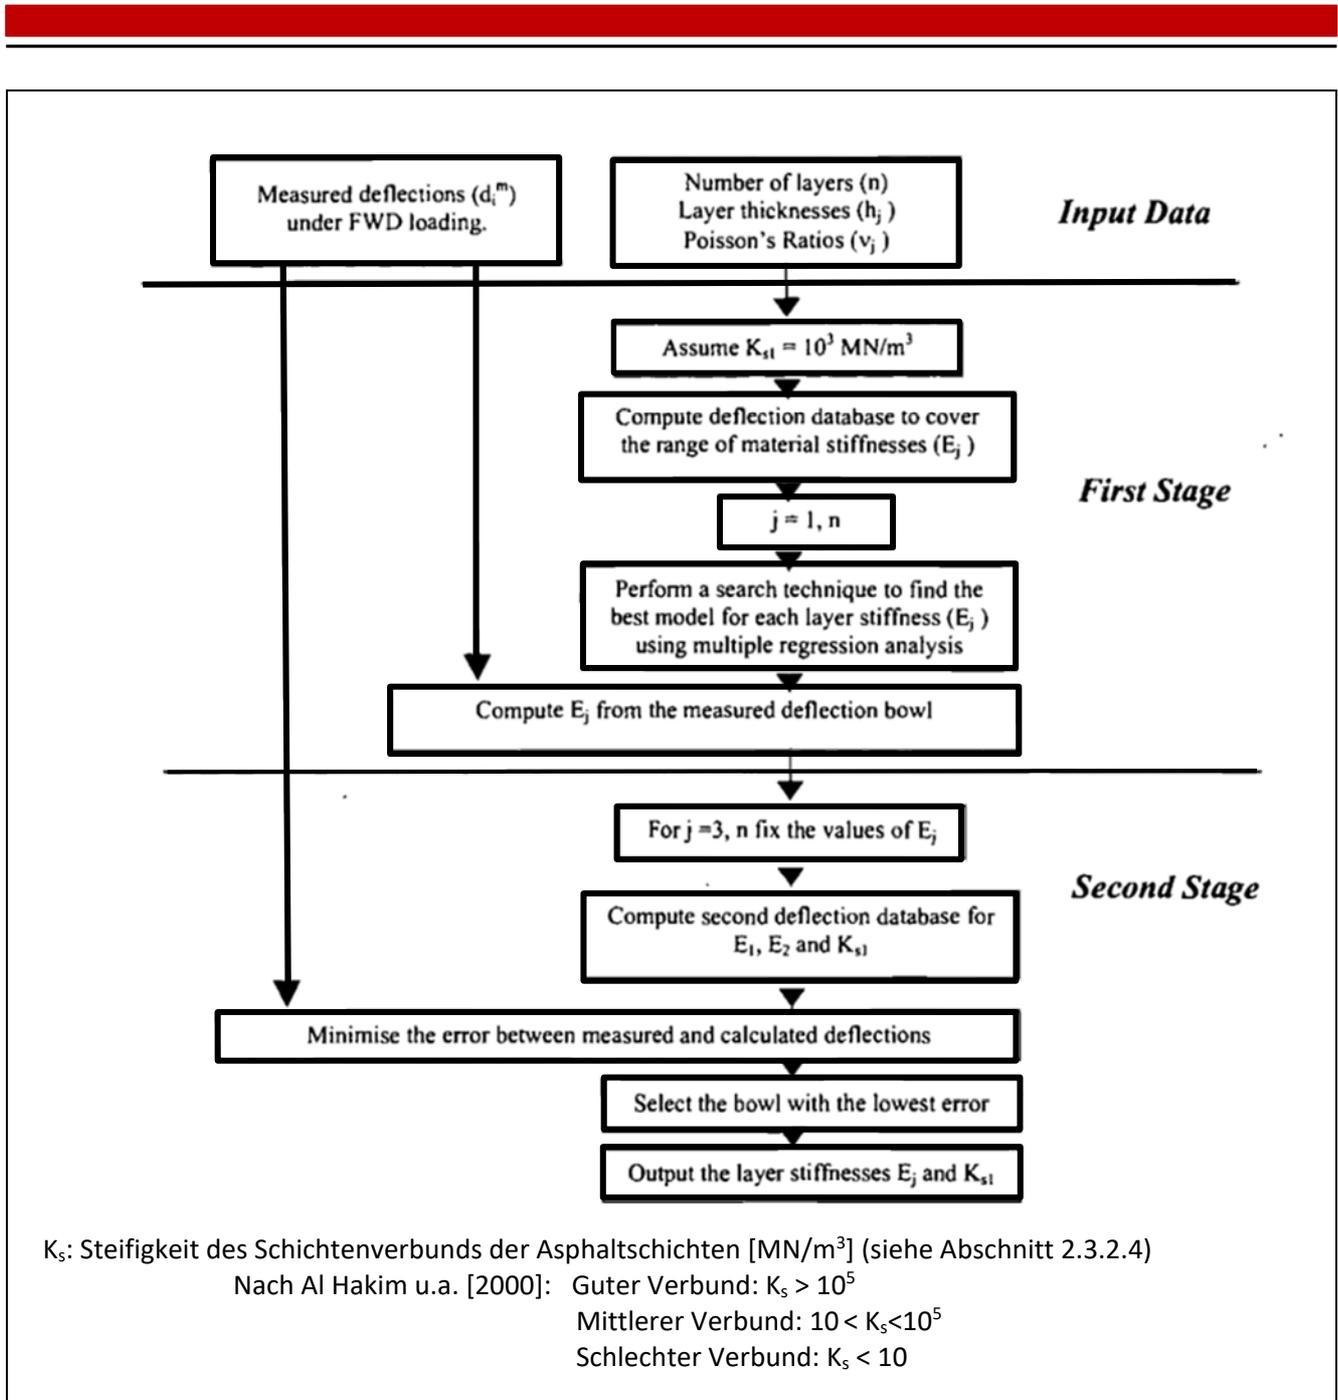 Measured deflections (dᵢᵐ)
under FWD loading.
Number of layers (n)
Layer thicknesses (hⱼ )
Poisson's Ratios (νⱼ )
Input Data
Assume Kₛₗ = 10³ MN/m³
Compute deflection database to cover
the range of material stiffnesses (Eⱼ )
First Stage
j = 1, n
Perform a search technique to find the
best model for each layer stiffness (Eⱼ )
using multiple regression analysis
Compute Eⱼ from the measured deflection bowl
For j =3, n fix the values of Eⱼ
Second Stage
Compute second deflection database for
E₁, E₂ and Kₛₗ
Minimise the error between measured and calculated deflections
Select the bowl with the lowest error
Output the layer stiffnesses Eⱼ and Kₛₗ
Kₛ: Steifigkeit des Schichtenverbunds der Asphaltschichten [MN/m³] (siehe Abschnitt 2.3.2.4)
Nach Al Hakim u.a. [2000]: Guter Verbund: Kₛ > 10⁵
Mittlerer Verbund: 10 < Kₛ<10⁵
Schlechter Verbund: Kₛ < 10